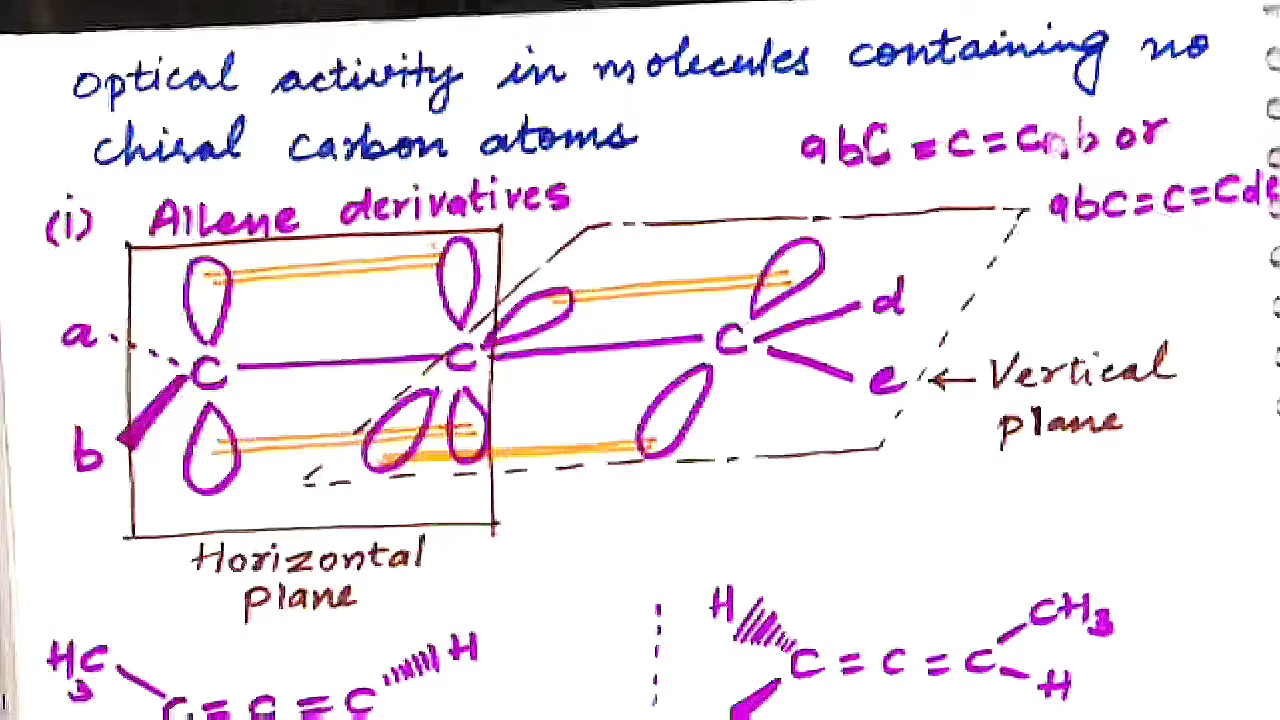 Optical activity in molecules containing no
chiral carbon atoms
abC = C = Cab or
(i) Allene derivatives
abC = C = Cde
a
C
C
C
d
e
b
← Vertical
plane
Horizontal
plane
H
CH3
H3C
H
C = C = C
H
C = C = C